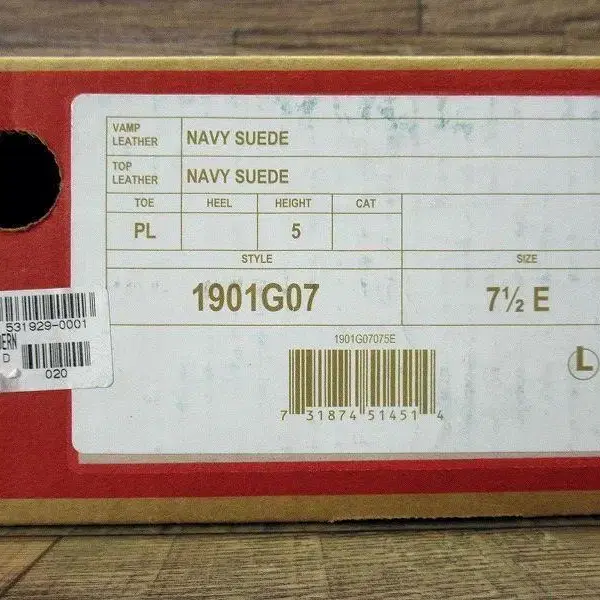 VAMP
LEATHER
NAVY SUEDE
TOP
LEATHER
NAVY SUEDE
TOE HEEL HEIGHT CAT
PL 5
STYLE SIZE
1901G07 7½ E
1901G07075E
7 31874 51451 4
L
531929-0001
D
020